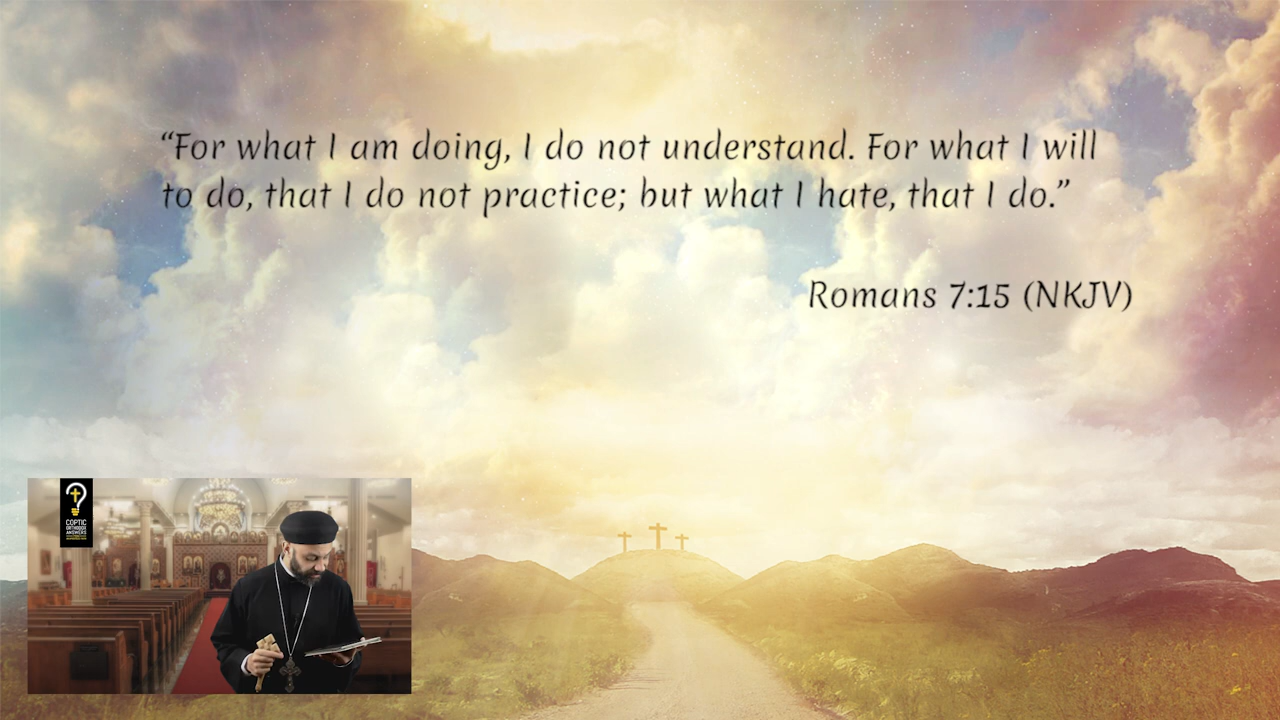 “For what I am doing, I do not understand. For what I will
to do, that I do not practice; but what I hate, that I do.”
Romans 7:15 (NKJV)
COPTIC
ORTHODOX
ANSWERS